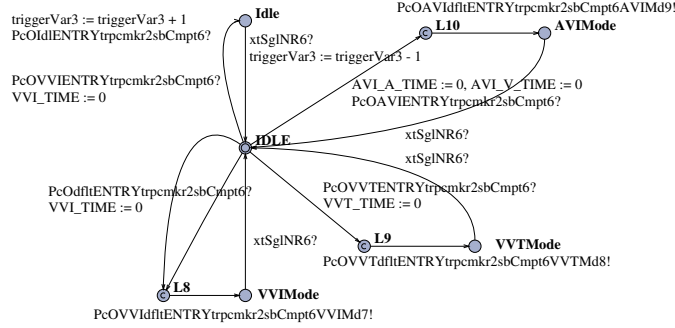 PcOAVIdfltENTRYtrpcmkr2sbCmpt6AVIMd9!
triggerVar3 := triggerVar3 + 1
Idle
L10
AVIMode
PcOIdlENTRYtrpcmkr2sbCmpt6?
xtSglNR6?
triggerVar3 := triggerVar3 - 1
PcOVVIENTRYtrpcmkr2sbCmpt6?
VVI_TIME := 0
AVI_A_TIME := 0, AVI_V_TIME := 0
PcOAVIENTRYtrpcmkr2sbCmpt6?
C
IDLE
xtSglNR6?
xtSglNR6?
PcOdfltENTRYtrpcmkr2sbCmpt6?
VVI_TIME := 0
PcOVVTENTRYtrpcmkr2sbCmpt6?
VVT_TIME := 0
xtSglNR6?
C
L9
VVTMode
PcOVVTdfltENTRYtrpcmkr2sbCmpt6VVTMd8!
C
L8
VVIMode
PcOVVIdfltENTRYtrpcmkr2sbCmpt6VVIMd7!